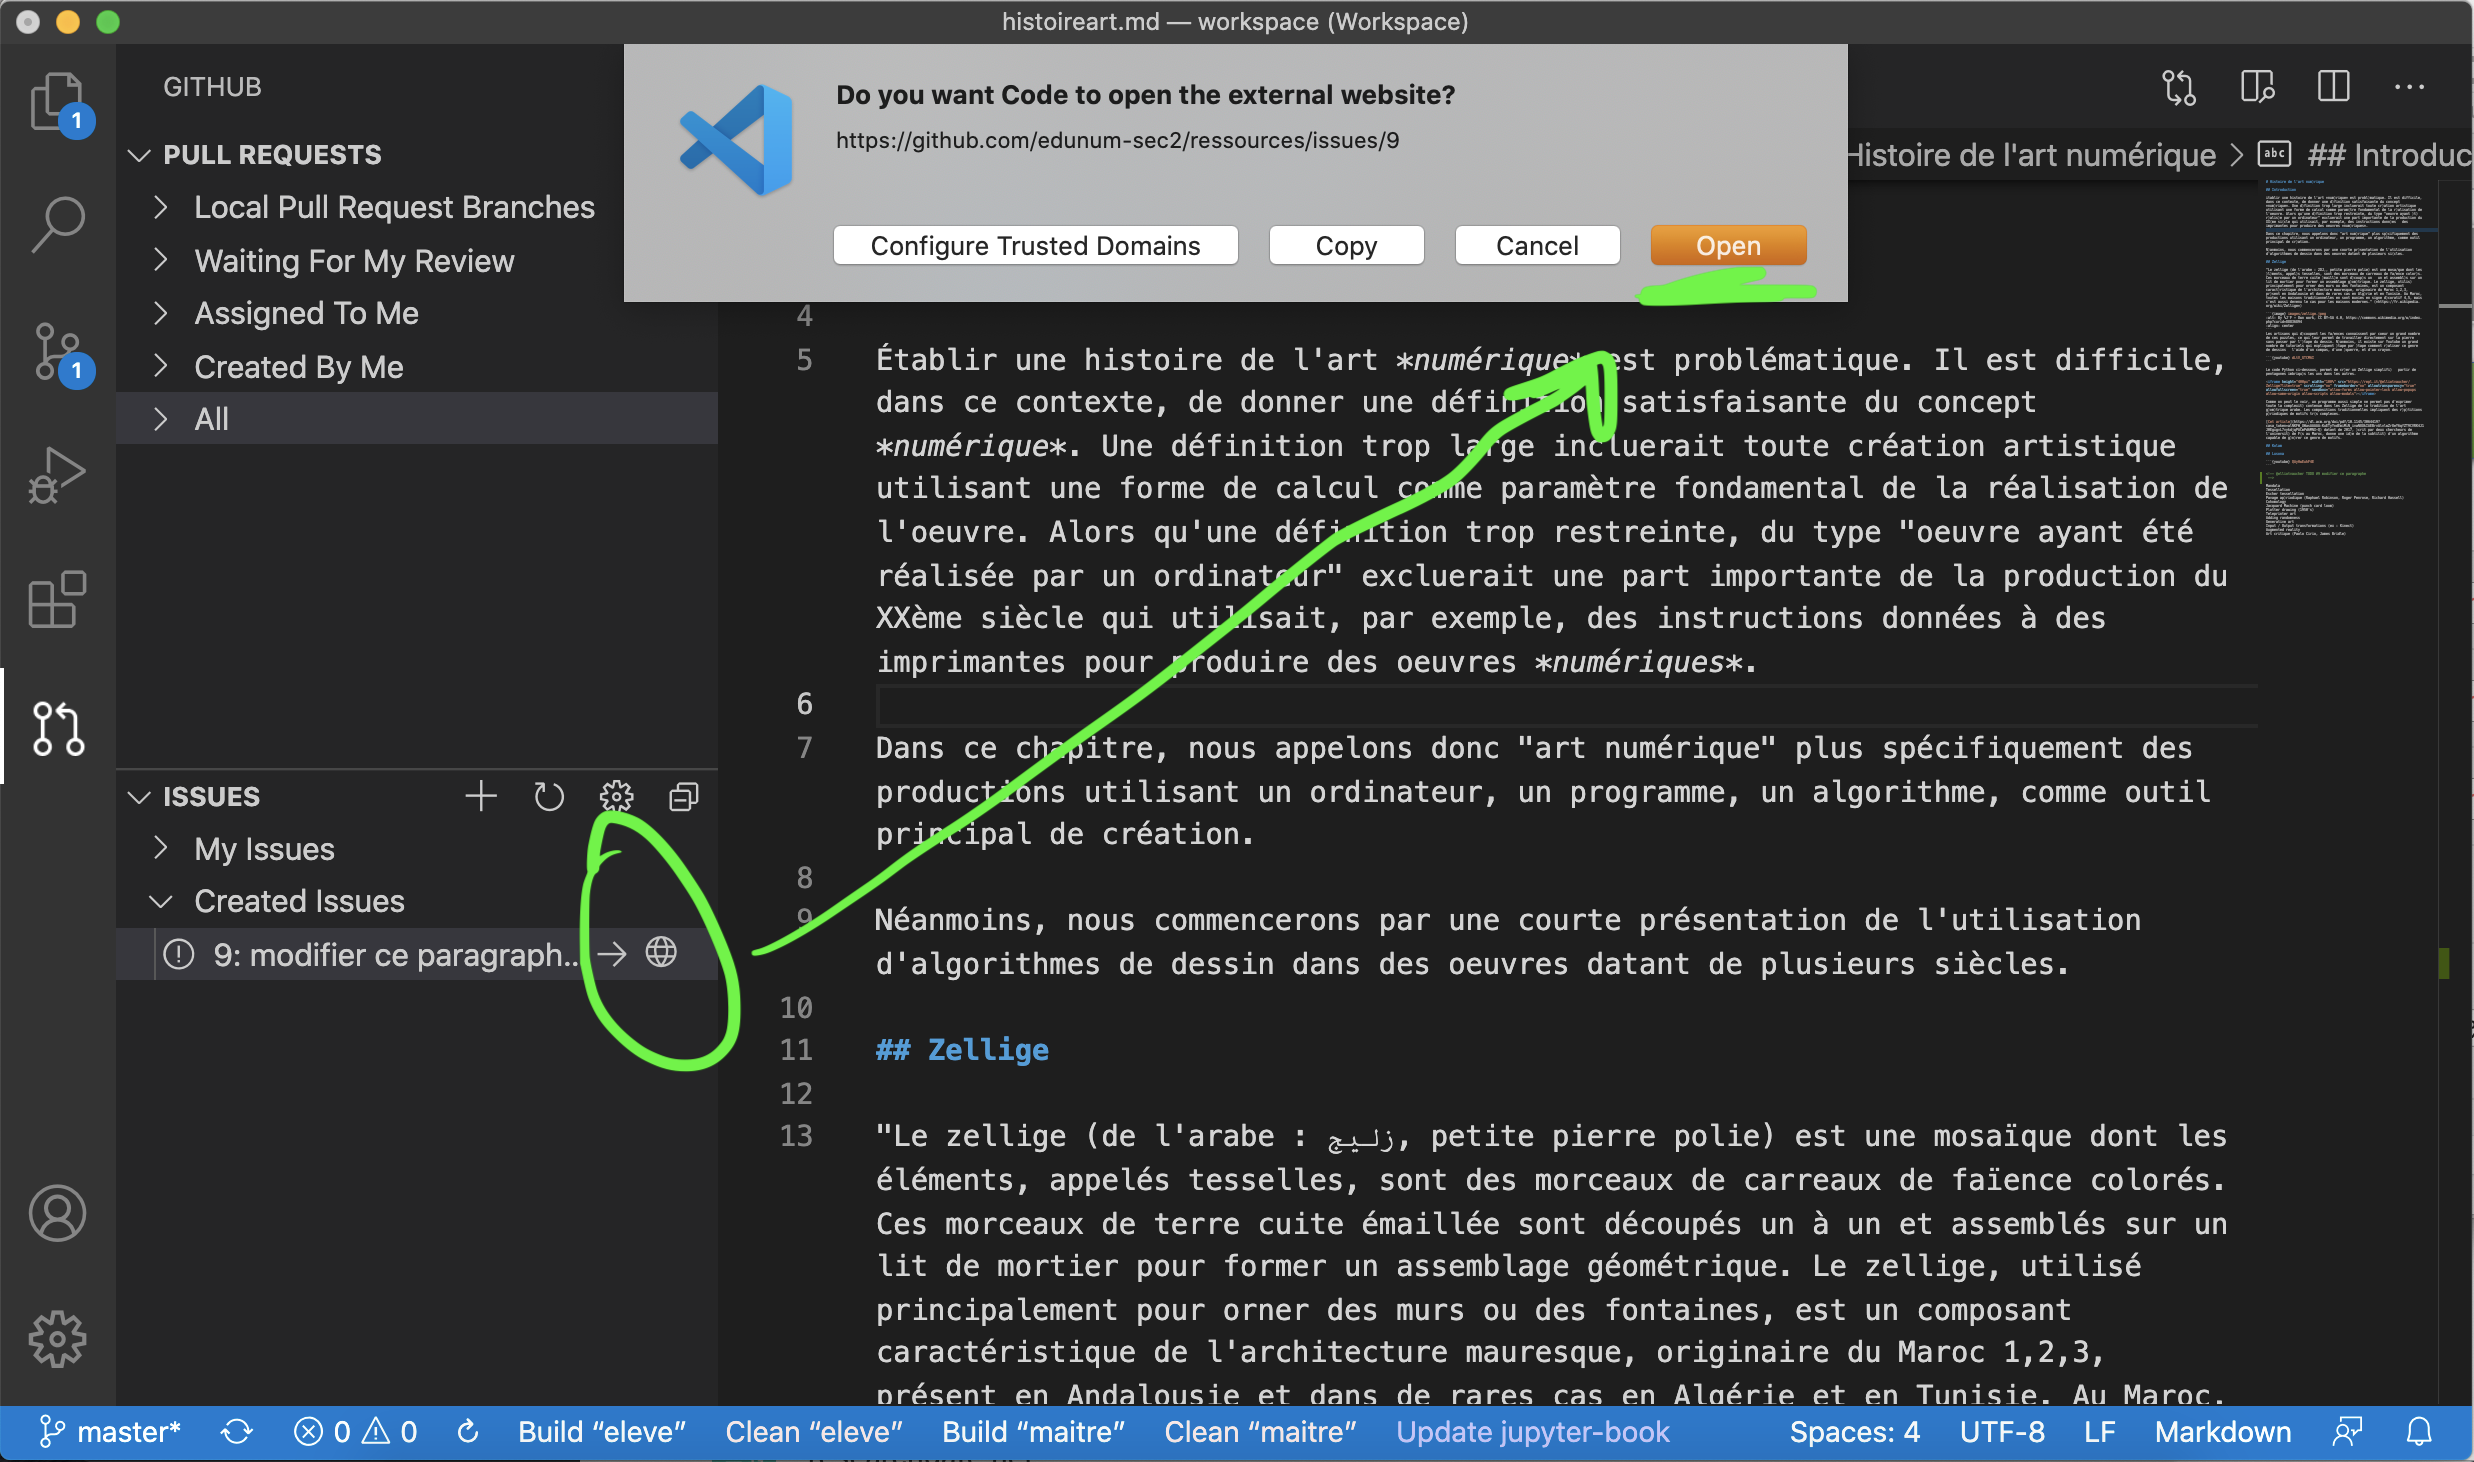 histoireart.md — workspace (Workspace)
GITHUB
1
PULL REQUESTS
Local Pull Request Branches
Waiting For My Review
Assigned To Me
Created By Me
All
1
ISSUES
My Issues
Created Issues
9: modifier ce paragraph...
Do you want Code to open the external website?
https://github.com/edunum-sec2/ressources/issues/9
Configure Trusted Domains
Copy
Cancel
Open
Histoire de l'art numérique > abc ## Introduc
4
5 Établir une histoire de l'art *numérique* est problématique. Il est difficile,
dans ce contexte, de donner une définition satisfaisante du concept
*numérique*. Une définition trop large incluerait toute création artistique
utilisant une forme de calcul comme paramètre fondamental de la réalisation de
l'oeuvre. Alors qu'une définition trop restreinte, du type "oeuvre ayant été
réalisée par un ordinateur" excluerait une part importante de la production du
XXème siècle qui utilisait, par exemple, des instructions données à des
imprimantes pour produire des oeuvres *numériques*.
6
7 Dans ce chapitre, nous appelons donc "art numérique" plus spécifiquement des
productions utilisant un ordinateur, un programme, un algorithme, comme outil
principal de création.
8
9 Néanmoins, nous commencerons par une courte présentation de l'utilisation
d'algorithmes de dessin dans des oeuvres datant de plusieurs siècles.
10
11 ## Zellige
12
13 "Le zellige (de l'arabe : زليج, petite pierre polie) est une mosaïque dont les
éléments, appelés tesselles, sont des morceaux de carreaux de faïence colorés.
Ces morceaux de terre cuite émaillée sont découpés un à un et assemblés sur un
lit de mortier pour former un assemblage géométrique. Le zellige, utilisé
principalement pour orner des murs ou des fontaines, est un composant
caractéristique de l'architecture mauresque, originaire du Maroc 1,2,3,
présent en Andalousie et dans de rares cas en Algérie et en Tunisie. Au Maroc,
master* 0 0 Build “eleve” Clean “eleve” Build “maitre” Clean “maitre” Update jupyter-book Spaces: 4 UTF-8 LF Markdown